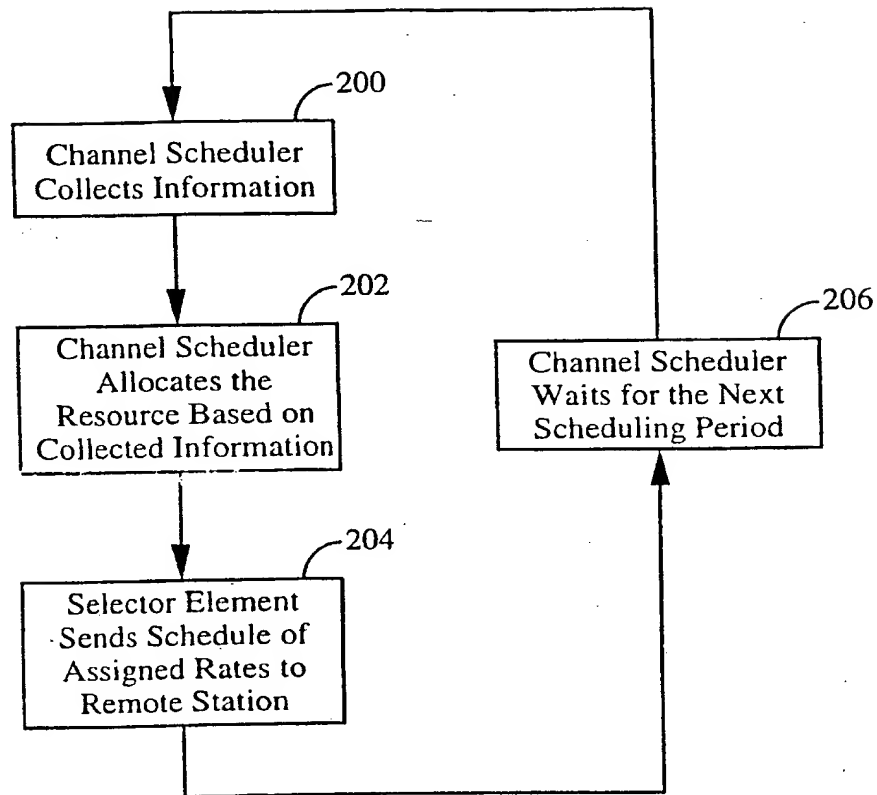 200
Channel Scheduler
Collects Information
202
Channel Scheduler
Allocates the
Resource Based on
Collected Information
204
Selector Element
Sends Schedule of
Assigned Rates to
Remote Station
206
Channel Scheduler
Waits for the Next
Scheduling Period